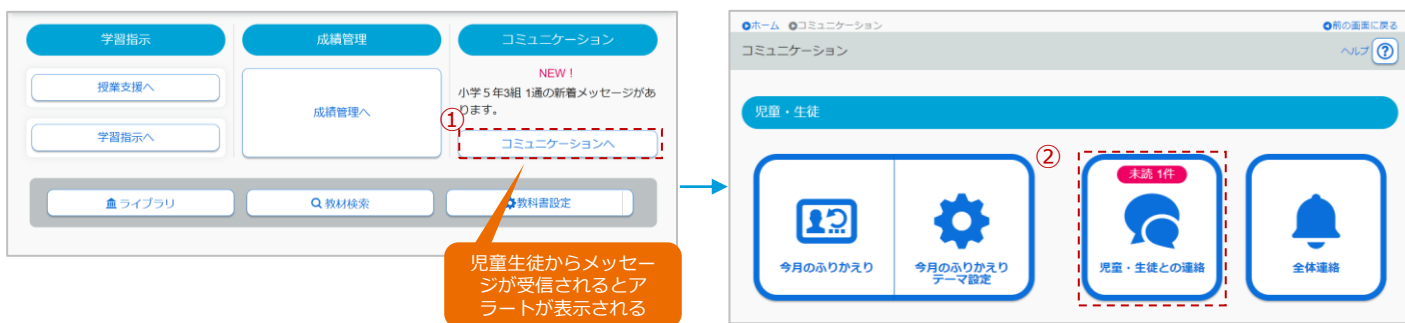 学習指示
成績管理
コミュニケーション
授業支援へ
学習指示へ
成績管理へ
NEW!
小学5年3組 1通の新着メッセージがあ
ります。
①
コミュニケーションへ
ライブラリ
教材検索
教科書設定
児童生徒からメッセー
ジが受信されるとア
ラートが表示される
ホーム コミュニケーション
前の画面に戻る
コミュニケーション
ヘルプ ?
児童・生徒
②
今月のふりかえり
今月のふりかえり
テーマ設定
未読 1件
児童・生徒との連絡
全体連絡